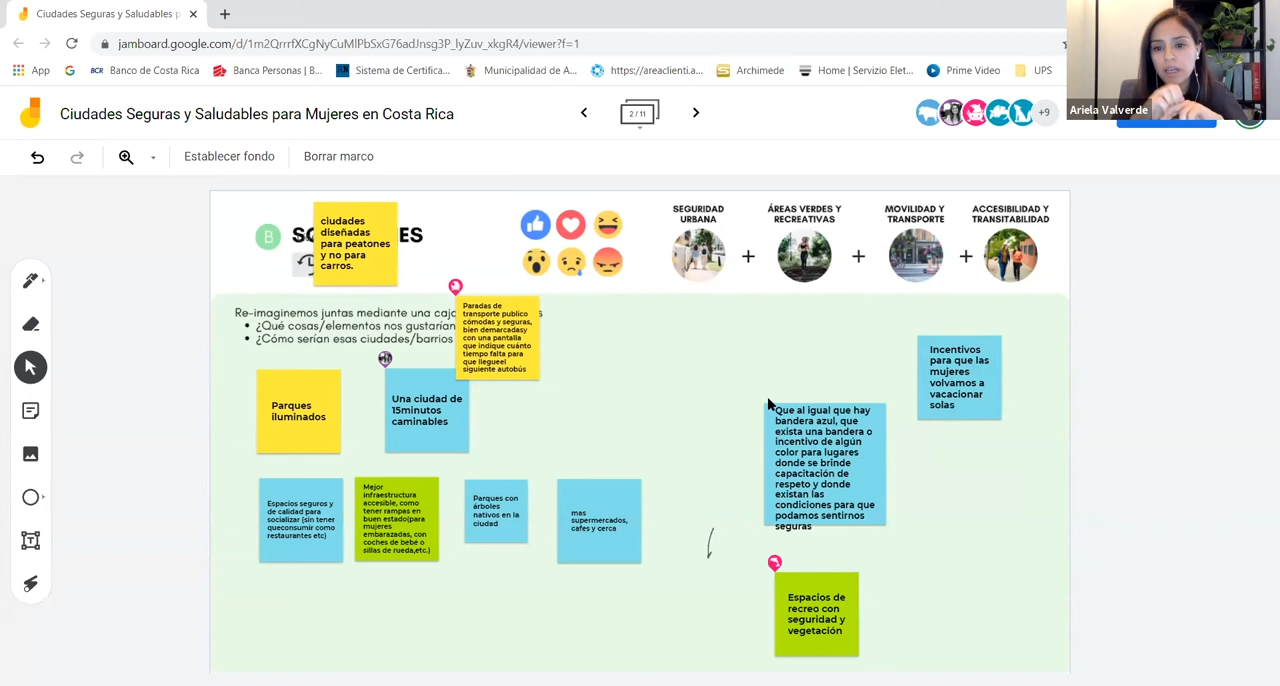 Ciudades Seguras y Saludables p
jamboard.google.com/d/1m2QrrrfXCgNyCuMlPbSxG76adJnsg3P_lyZuv_xkgR4/viewer?f=1
App
BCR
Banco de Costa Rica
Banca Personas | B...
Sistema de Certifica...
Municipalidad de A...
https://areaclienti.a...
Archimede
Home | Servizio Elet...
Prime Video
UPS
Ariela Valverde
Ciudades Seguras y Saludables para Mujeres en Costa Rica
2 / 11
+9
Establecer fondo
Borrar marco
B
ES
ciudades
diseñadas
para peatones
y no para
carros.
SEGURIDAD
URBANA
ÁREAS VERDES Y
RECREATIVAS
MOVILIDAD Y
TRANSPORTE
ACCESIBILIDAD Y
TRANSITABILIDAD
+
+
+
Re-imaginemos juntas mediante una caj
• ¿Qué cosas/elementos nos gustarían
• ¿Cómo serían esas ciudades/barrios
Paradas de
transporte publico
cómodas y seguras,
bien demarcadasy
con una pantalla
que indique cuánto
tiempo falta para
que llegueel
siguiente autobús
Parques
iluminados
Una ciudad de
15minutos
caminables
Incentivos
para que las
mujeres
volvamos a
vacacionar
solas
Que al igual que hay
bandera azul, que
exista una bandera o
incentivo de algún
color para lugares
donde se brinde
capacitación de
respeto y donde
existan las
condiciones para que
podamos sentirnos
seguras
Espacios seguros y
de calidad para
socializar (sin tener
queconsumir como
restaurantes etc)
Mejor
infraestructura
accesible, como
tener rampas en
buen estado(para
mujeres
embarazadas, con
coches de bebé o
sillas de rueda,etc.)
Parques con
árboles
nativos en la
ciudad
mas
supermercados,
cafes y cerca
Espacios de
recreo con
seguridad y
vegetación